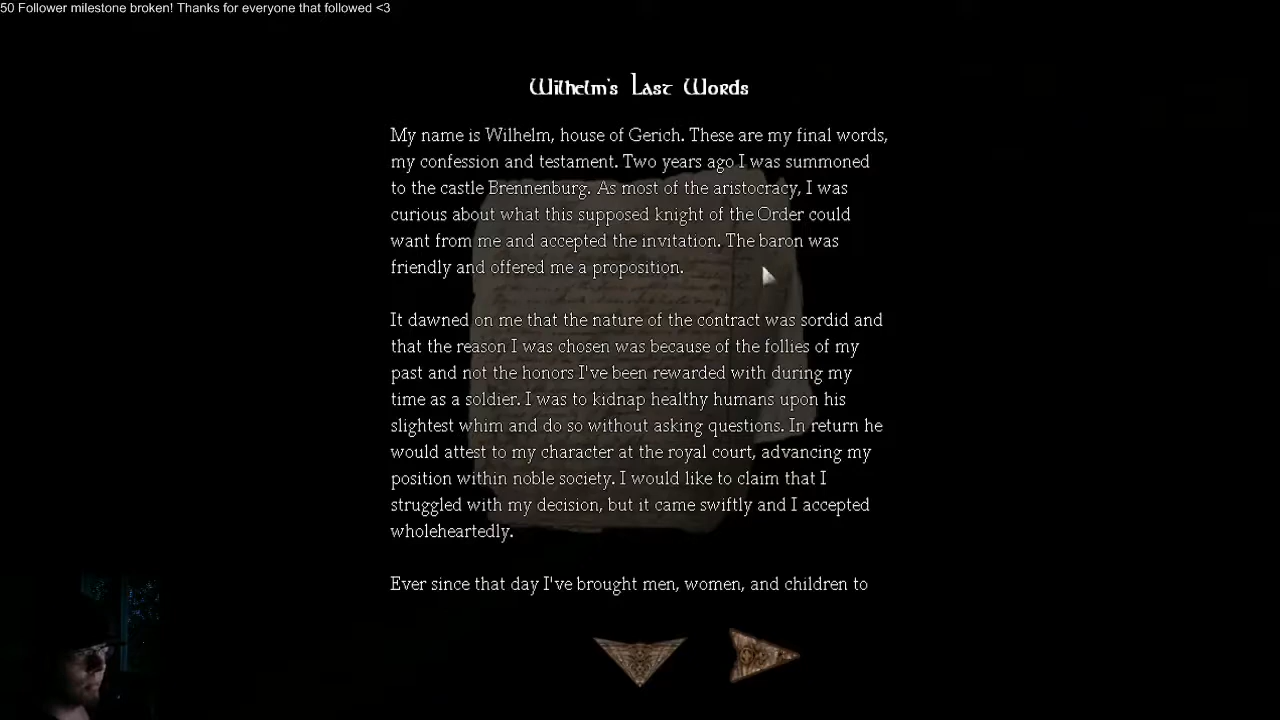 50 Follower milestone broken! Thanks for everyone that followed <3
Wilhelm's Last Words
My name is Wilhelm, house of Gerich. These are my final words,
my confession and testament. Two years ago I was summoned
to the castle Brennenburg. As most of the aristocracy, I was
curious about what this supposed knight of the Order could
want from me and accepted the invitation. The baron was
friendly and offered me a proposition.
It dawned on me that the nature of the contract was sordid and
that the reason I was chosen was because of the follies of my
past and not the honors I've been rewarded with during my
time as a soldier. I was to kidnap healthy humans upon his
slightest whim and do so without asking questions. In return he
would attest to my character at the royal court, advancing my
position within noble society. I would like to claim that I
struggled with my decision, but it came swiftly and I accepted
wholeheartedly.
Ever since that day I've brought men, women, and children to